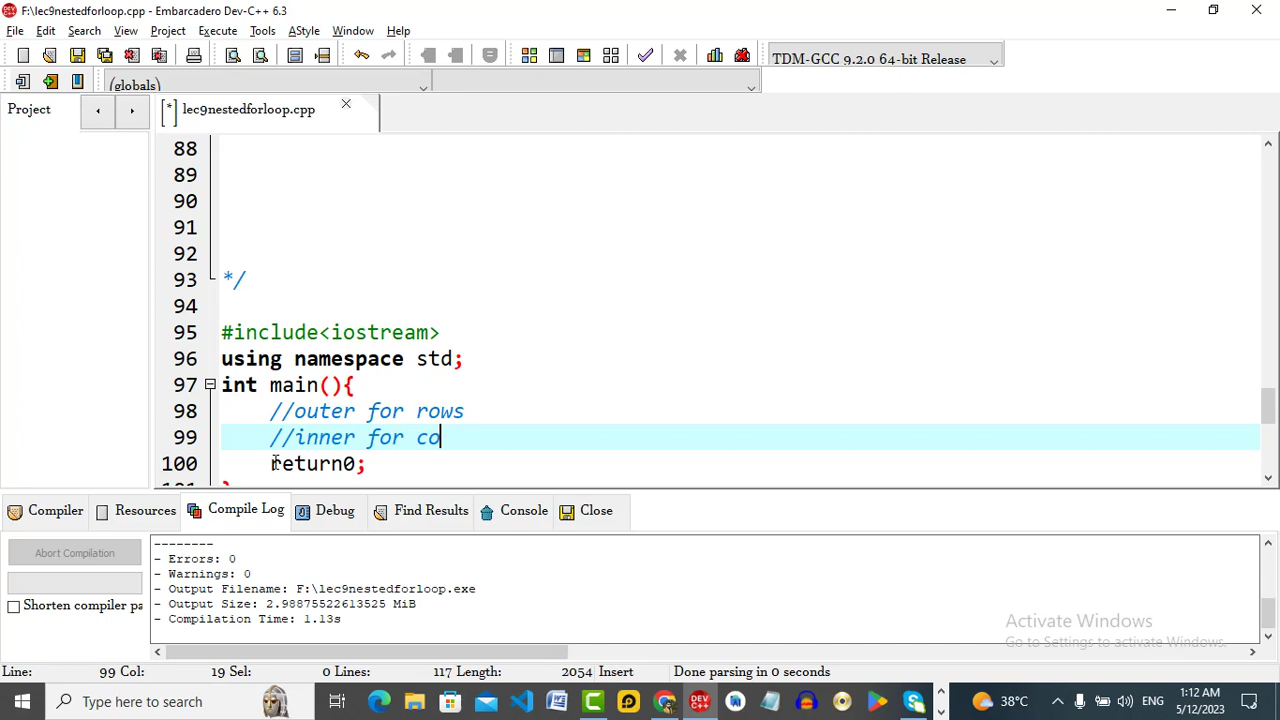 F:\lec9nestedforloop.cpp - Embarcadero Dev-C++ 6.3
File Edit Search View Project Execute Tools AStyle Window Help
TDM-GCC 9.2.0 64-bit Release
(globals)
Project
[*] lec9nestedforloop.cpp
88
89
90
91
92
93 */
94
95 #include<iostream>
96 using namespace std;
97 int main(){
98 //outer for rows
99 //inner for co
100 return0;
101 }
Compiler Resources Compile Log Debug Find Results Console Close
Abort Compilation
Shorten compiler pa
--------
- Errors: 0
- Warnings: 0
- Output Filename: F:\lec9nestedforloop.exe
- Output Size: 2.98875522613525 MiB
- Compilation Time: 1.13s
Activate Windows
Go to Settings to activate Windows.
Line: 99 Col: 19 Sel: 0 Lines: 117 Length: 2054 Insert Done parsing in 0 seconds
Type here to search
38°C
ENG
1:12 AM
5/12/2023